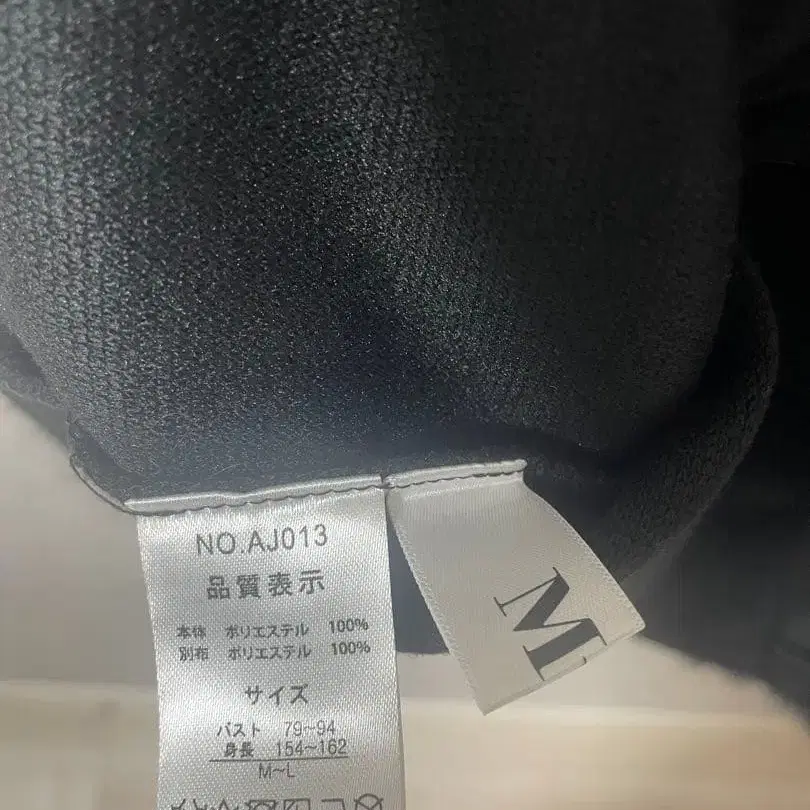 NO.AJ013
品質表示
本体 ポリエステル 100%
別布 ポリエステル 100%
サイズ
バスト 79~94
身長 154~162
M~L
M